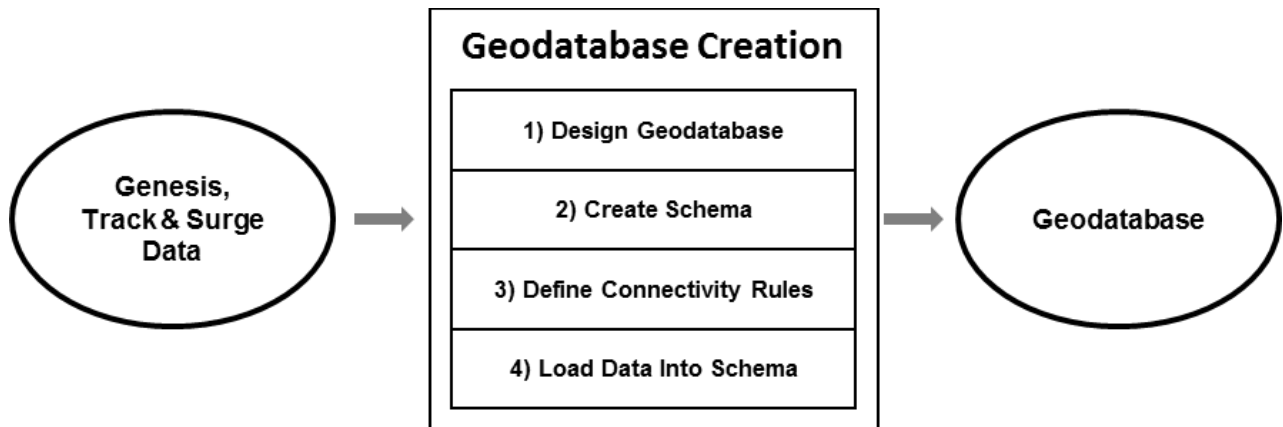 Genesis,
Track & Surge
Data
Geodatabase Creation
1) Design Geodatabase
2) Create Schema
3) Define Connectivity Rules
4) Load Data Into Schema
Geodatabase